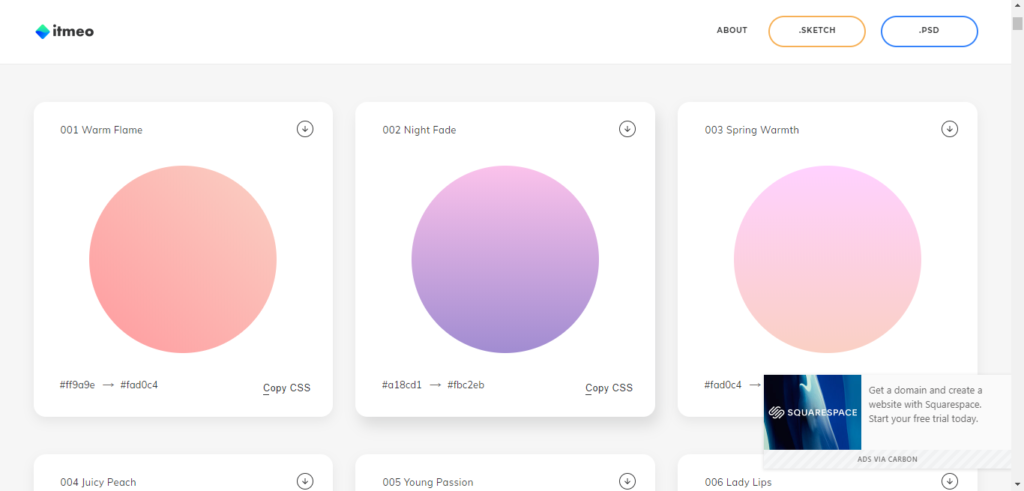 itmeo
ABOUT
.SKETCH
.PSD
001 Warm Flame
002 Night Fade
003 Spring Warmth
#ff9a9e → #fad0c4
Copy CSS
#a18cd1 → #fbc2eb
Copy CSS
#fad0c4 →
SQUARESPACE
Get a domain and create a
website with Squarespace.
Start your free trial today.
ADS VIA CARBON
004 Juicy Peach
005 Young Passion
006 Lady Lips